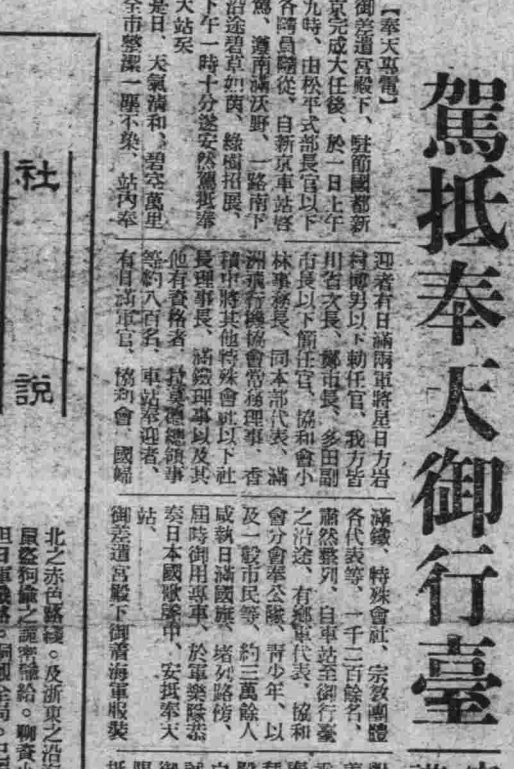 駕抵奉天御行臺
【奉天專電】
御差遣宮殿下、駐節國都新
京完成大任後、於一日上午
九時、由松平式部長官以下
各隨員隨從、自新京車站啓
駕、遵南滿沃野、一路南下
沿途碧草如茵、綠樹招展、
下午一時十分遂安然駕抵奉
天站矣
是日、天氣清和、碧空萬里
全市整潔一塵不染、站內奉
迎者有日滿兩軍將星日方岩
村博男以下勅任官、我方皆
川省次長、鄭市長、多田副
市長以下簡任官、協和會小
林事務長、同本部代表、滿
洲飛行機協會常務理事、香
積中將其他特殊會社以下社
長理事長、滿鐵理事以及其
他有資格者、拉莫德總領事
等約八百名、車站奉迎者、
有日滿軍官、協和會、國婦
滿鐵、特殊會社、宗教團體
各代表等、一千二百餘名、
肅然整列、自車站至御行臺
之沿途、有鄉軍代表、協和
會分會奉公隊、青少年、以
及一般市民等、約三萬餘人
咸執日滿國旗、堵列路傍、
屆時御用專車、於軍樂隊恭
奏日本國歌聲中、安抵奉天
站、
御差遣宮殿下御着海軍服裝
社說
北之赤色路綫。及浙東之沿海